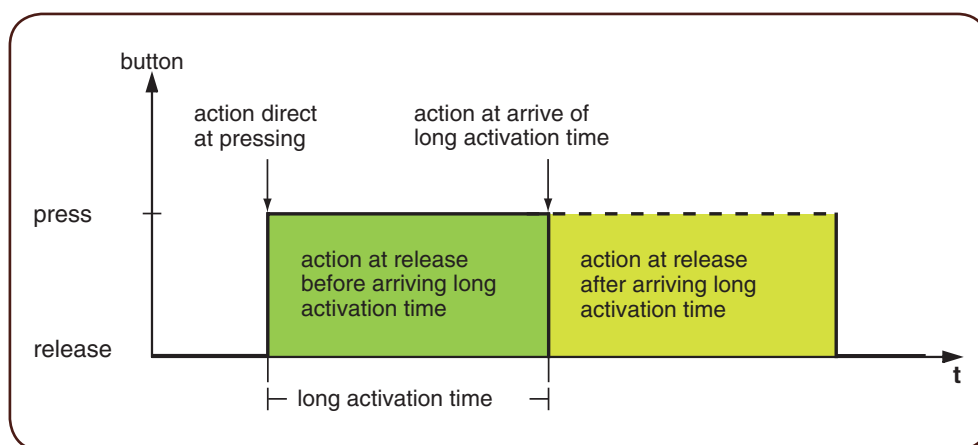 button
action direct
at pressing
action at arrive of
long activation time
press
action at release
before arriving long
activation time
action at release
after arriving long
activation time
release
t
long activation time